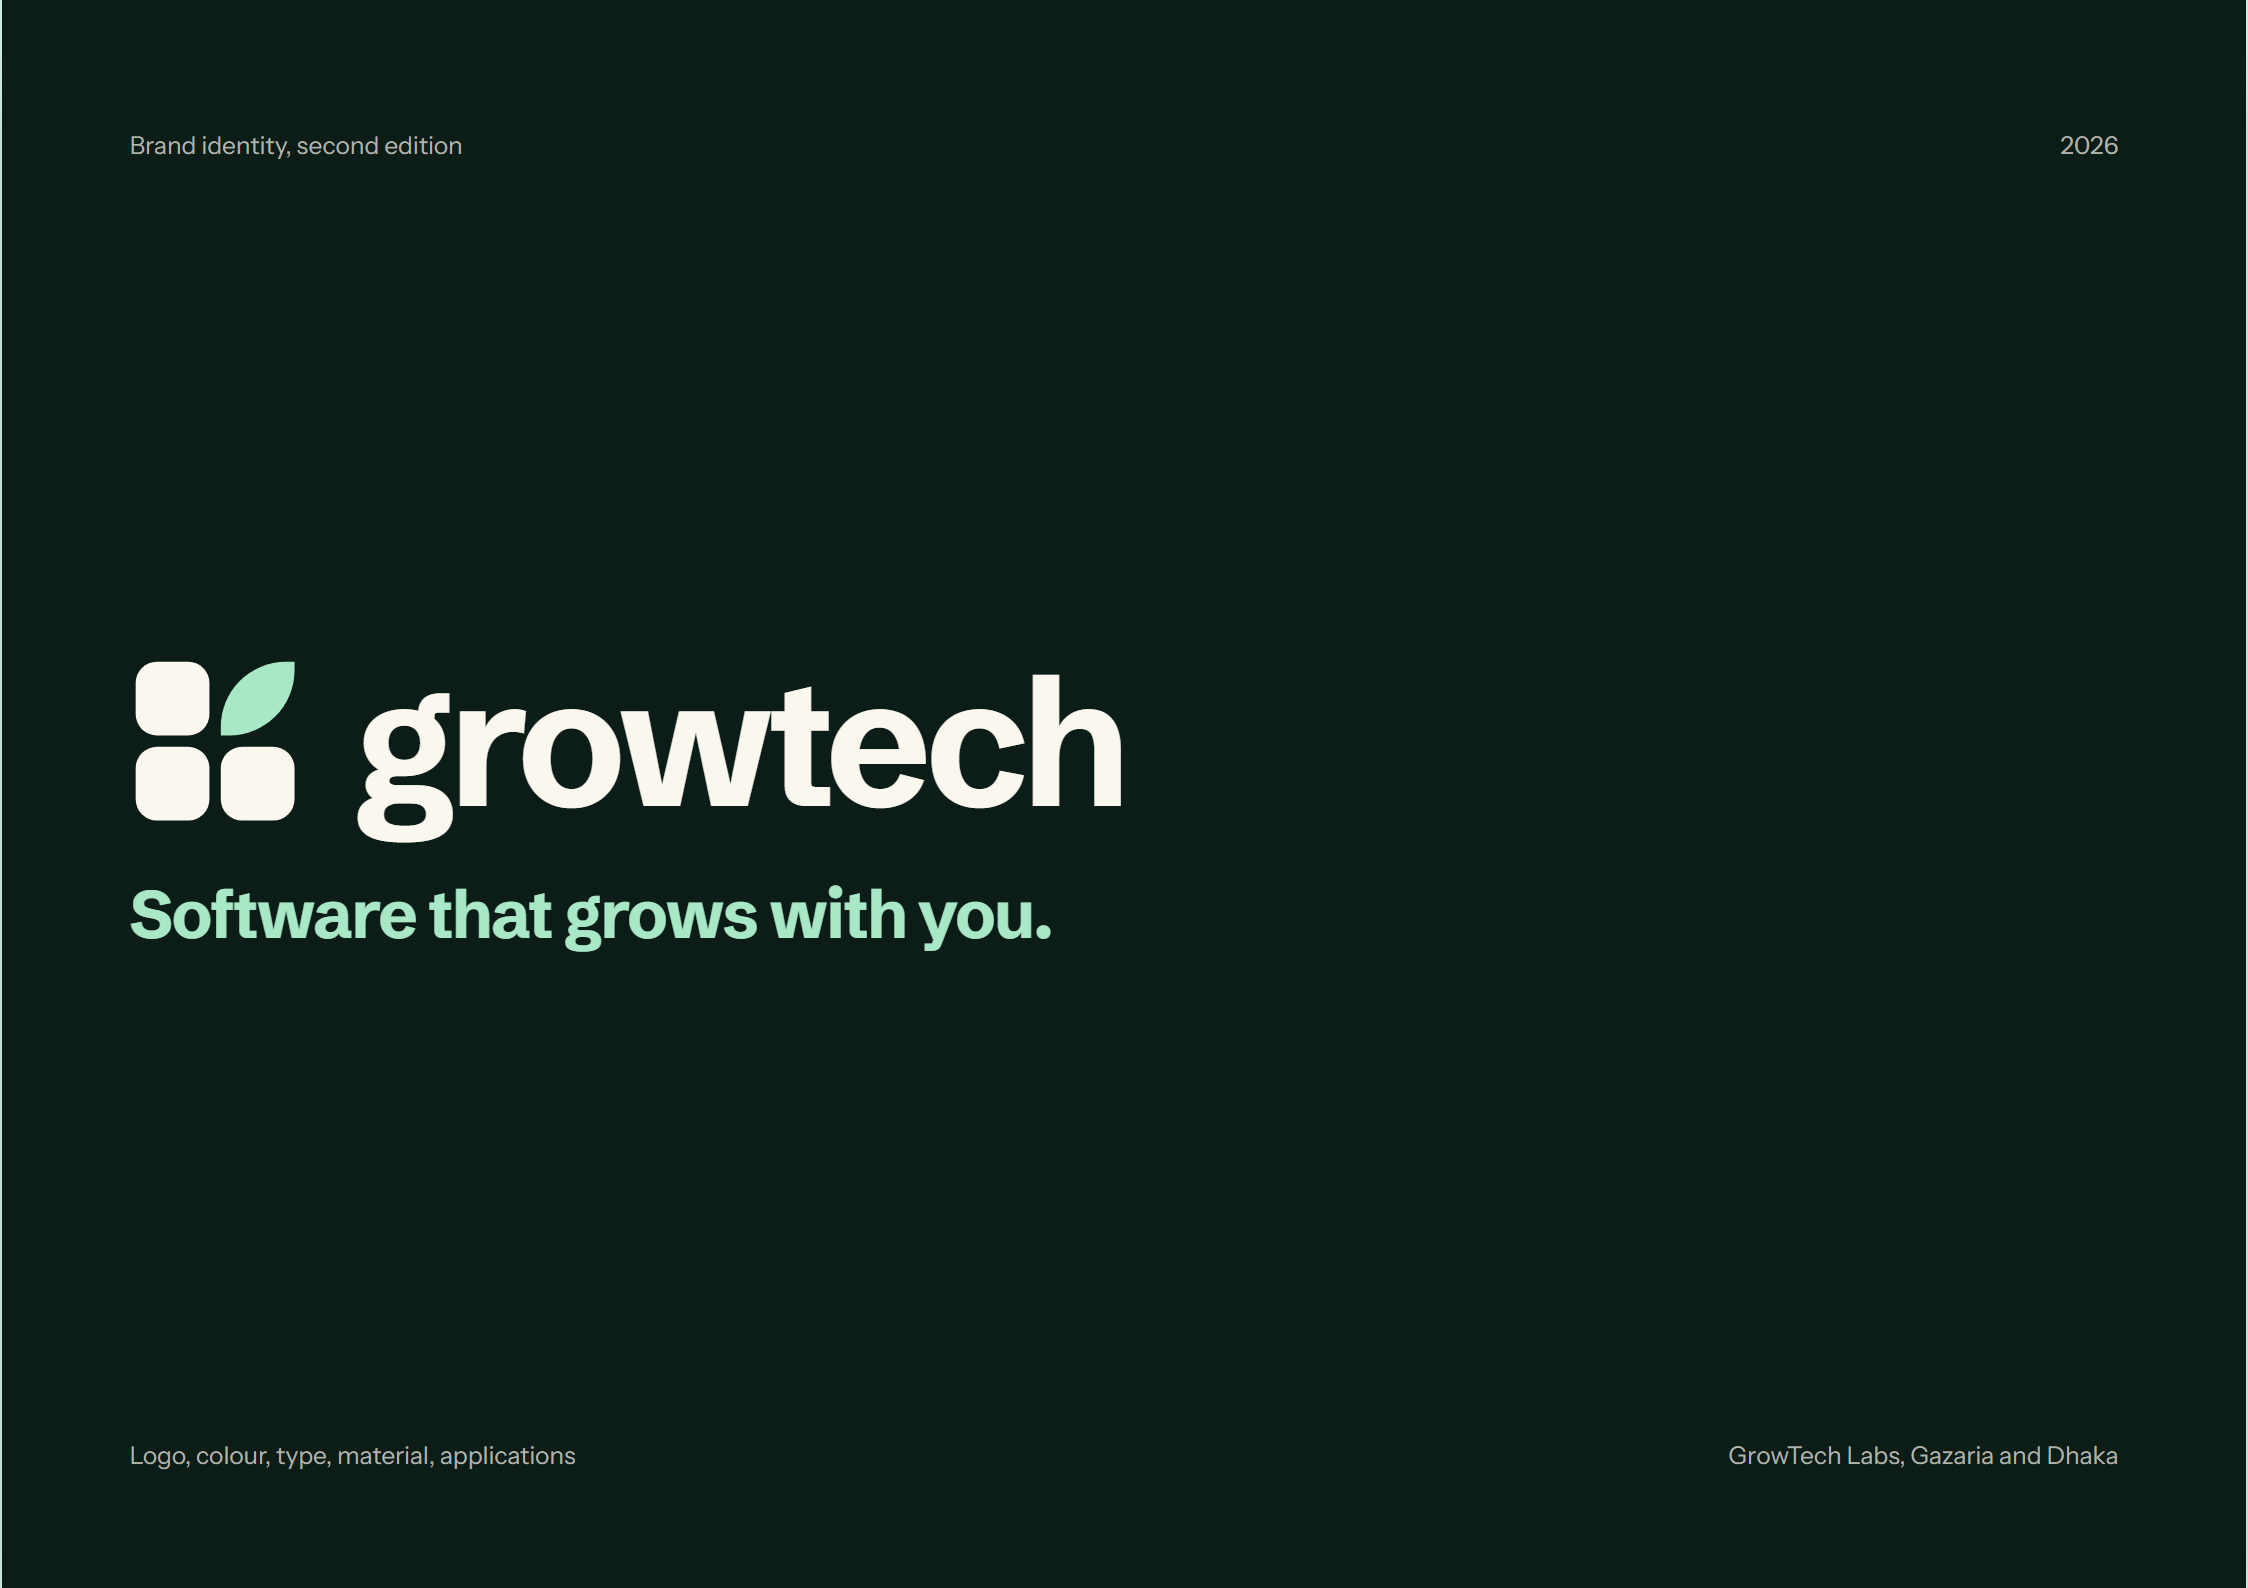 Brand identity, second edition
2026
growtech
Software that grows with you.
Logo, colour, type, material, applications
GrowTech Labs, Gazaria and Dhaka